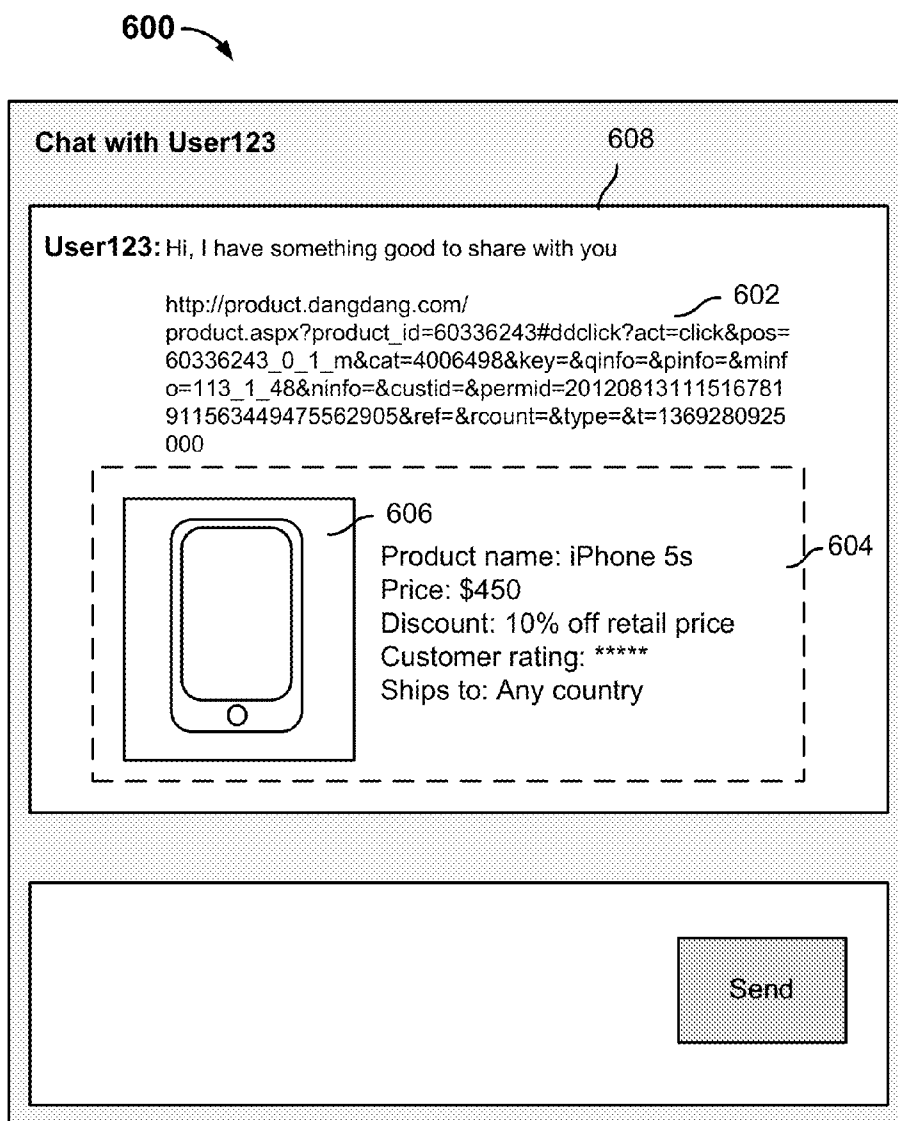 600
Chat with User123
608
User123: Hi, I have something good to share with you
http://product.dangdang.com/
602
product.aspx?product_id=60336243#ddclick?act=click&pos=
60336243_0_1_m&cat=4006498&key=&qinfo=&pinfo=&minf
o=113_1_48&ninfo=&custid=&permid=20120813111516781
911563449475562905&ref=&rcount=&type=&t=1369280925
000
606
604
Product name: iPhone 5s
Price: $450
Discount: 10% off retail price
Customer rating: *****
Ships to: Any country
Send